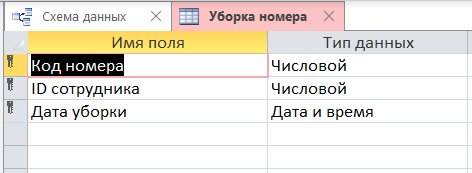 Схема данных Уборка номера
Имя поля Тип данных
Код номера Числовой
ID сотрудника Числовой
Дата уборки Дата и время